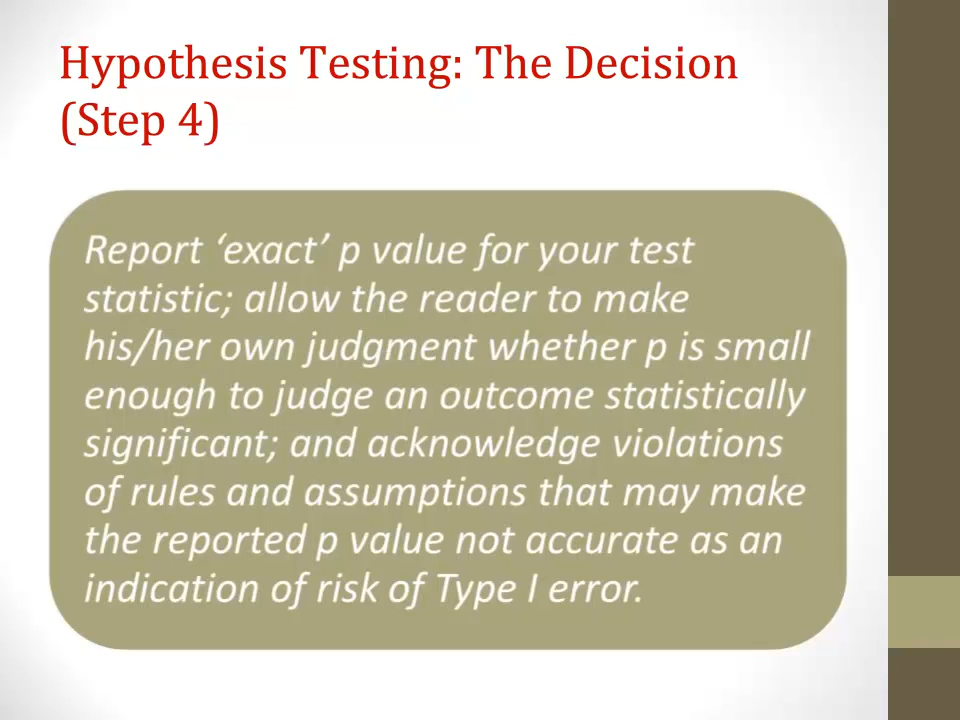 Hypothesis Testing: The Decision
(Step 4)
Report ‘exact’ p value for your test
statistic; allow the reader to make
his/her own judgment whether p is small
enough to judge an outcome statistically
significant; and acknowledge violations
of rules and assumptions that may make
the reported p value not accurate as an
indication of risk of Type I error.